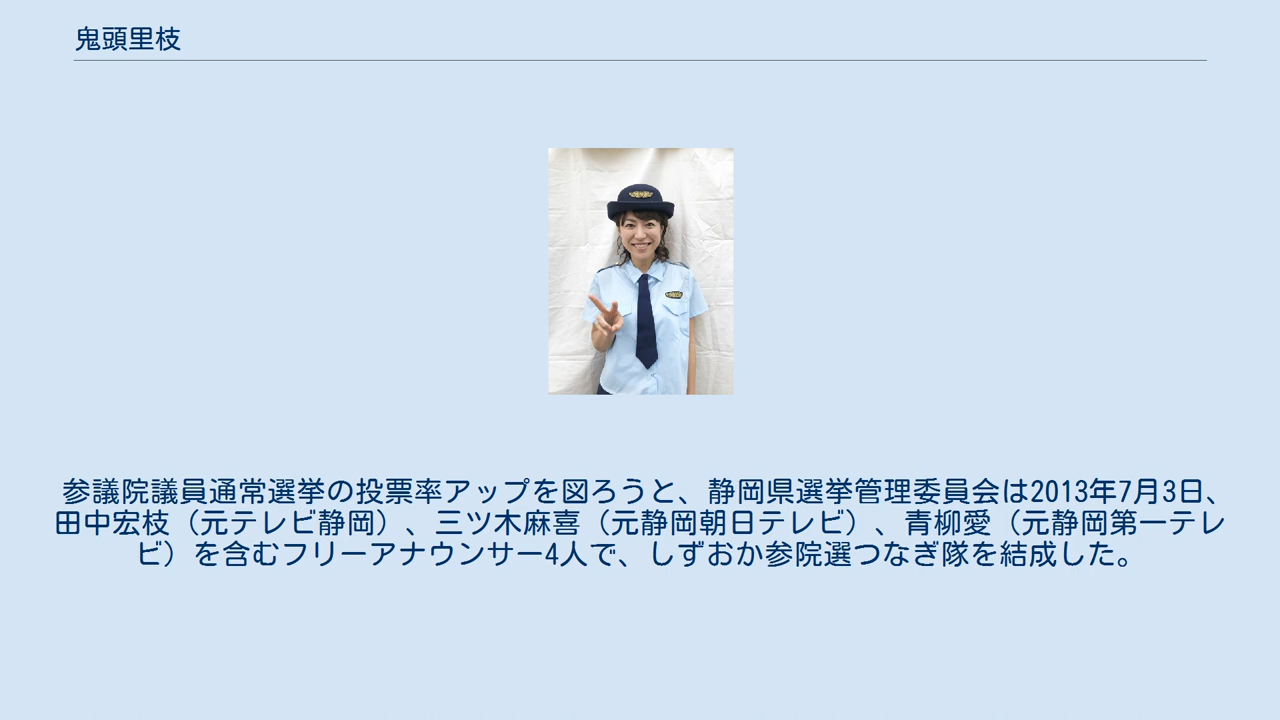 鬼頭里枝
参議院議員通常選挙の投票率アップを図ろうと、静岡県選挙管理委員会は2013年7月3日、
田中宏枝（元テレビ静岡）、三ツ木麻喜（元静岡朝日テレビ）、青柳愛（元静岡第一テレ
ビ）を含むフリーアナウンサー4人で、しずおか参院選つなぎ隊を結成した。